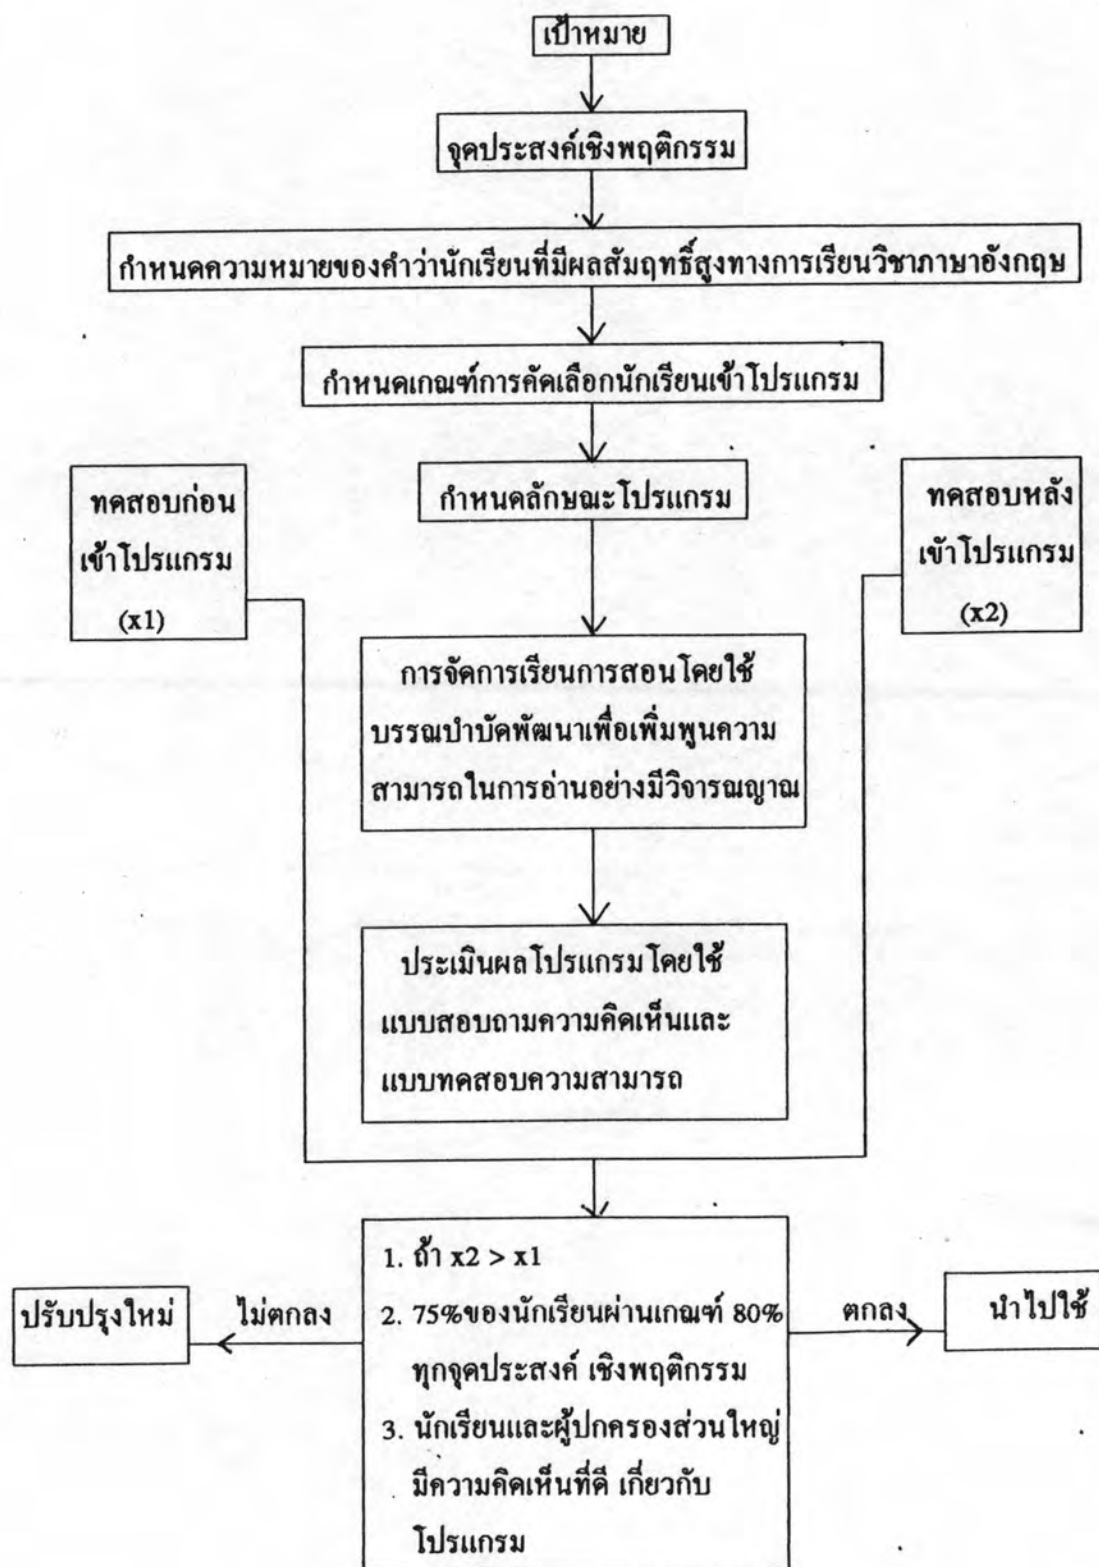 เป้าหมาย
จุดประสงค์เชิงพฤติกรรม
กำหนดความหมายของคำว่านักเรียนที่มีผลสัมฤทธิ์สูงทางการเรียนวิชาภาษาอังกฤษ
กำหนดเกณฑ์การคัดเลือกนักเรียนเข้าโปรแกรม
ทดสอบก่อน
เข้าโปรแกรม
(x1)
กำหนดลักษณะโปรแกรม
ทดสอบหลัง
เข้าโปรแกรม
(x2)
การจัดการเรียนการสอนโดยใช้
บรรณบำบัดพัฒนาเพื่อเพิ่มพูนความ
สามารถในการอ่านอย่างมีวิจารณญาณ
ประเมินผลโปรแกรมโดยใช้
แบบสอบถามความคิดเห็นและ
แบบทดสอบความสามารถ
ปรับปรุงใหม่
ไม่ตกลง
1. ถ้า x2 > x1
2. 75%ของนักเรียนผ่านเกณฑ์ 80%
ทุกจุดประสงค์ เชิงพฤติกรรม
3. นักเรียนและผู้ปกครองส่วนใหญ่
มีความคิดเห็นที่ดี เกี่ยวกับ
โปรแกรม
ตกลง
นำไปใช้